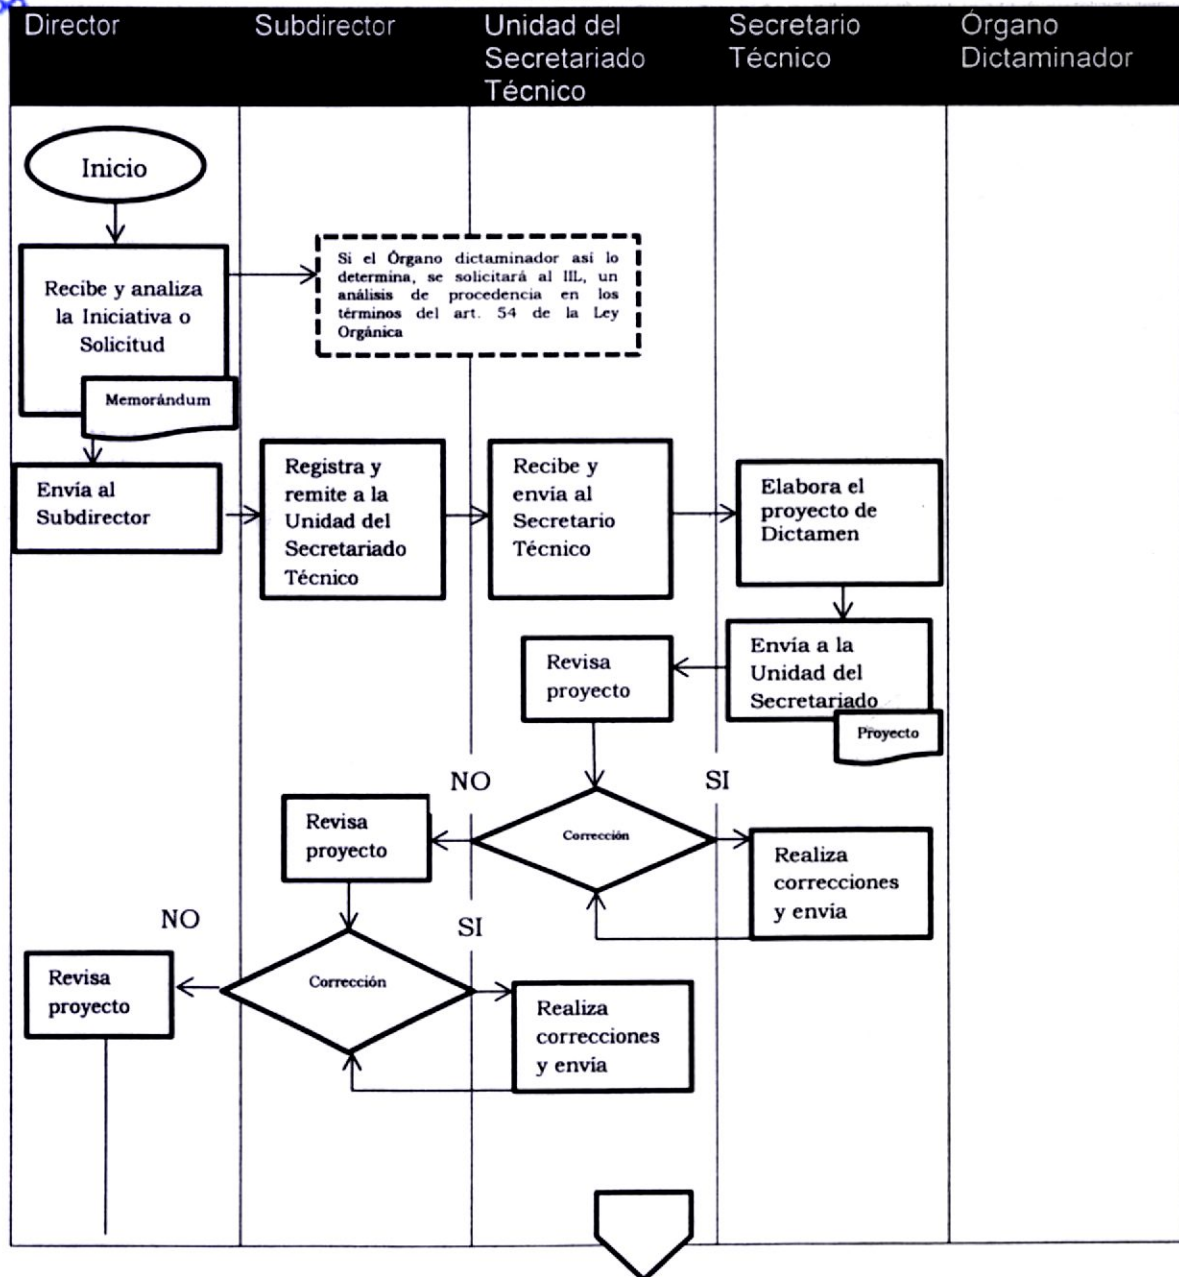 Director
Subdirector
Unidad del
Secretariado
Técnico
Secretario
Técnico
Órgano
Dictaminador
Inicio
Recibe y analiza
la Iniciativa o
Solicitud
Memorándum
Si el Órgano dictaminador así lo
determina, se solicitará al IIL, un
análisis de procedencia en los
términos del art. 54 de la Ley
Orgánica
Envía al
Subdirector
Registra y
remite a la
Unidad del
Secretariado
Técnico
Recibe y
envía al
Secretario
Técnico
Elabora el
proyecto de
Dictamen
Envía a la
Unidad del
Secretariado
Proyecto
Revisa
proyecto
Corrección
NO
SI
Realiza
correcciones
y envía
Revisa
proyecto
Corrección
NO
SI
Realiza
correcciones
y envía
Revisa
proyecto